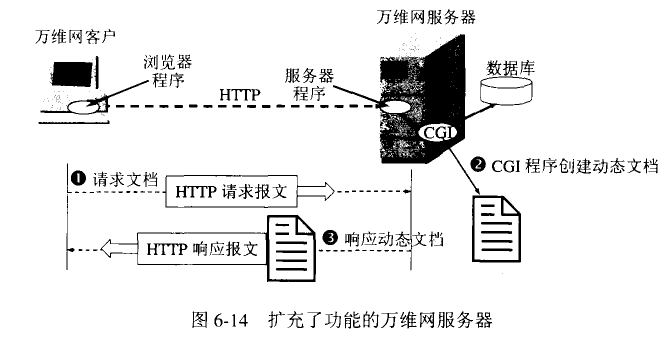 万维网服务器
万维网客户
浏览器
程序
服务器
程序
数据库
HTTP
CGI
❶ 请求文档
❷ CGI 程序创建动态文档
HTTP 请求报文
HTTP 响应报文
❸ 响应动态文档
图 6-14 扩充了功能的万维网服务器